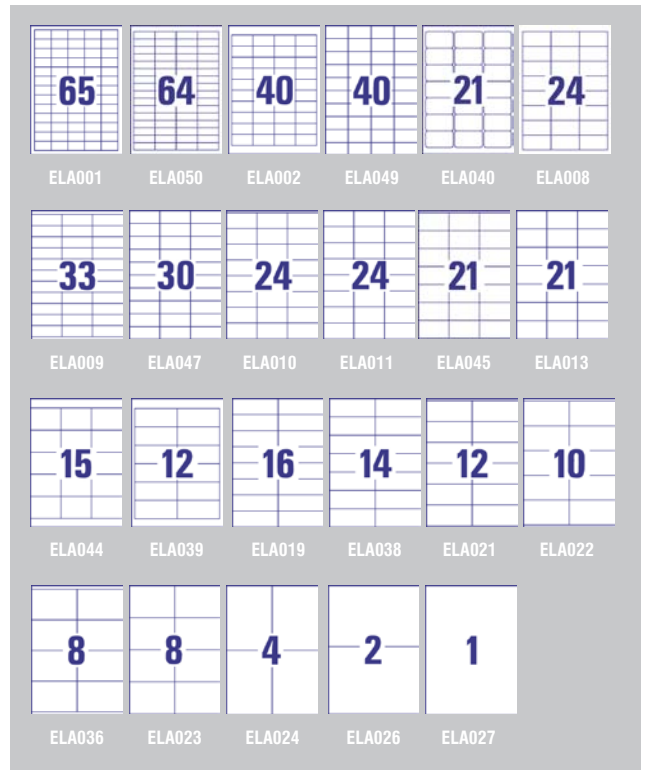 65 64 40 40 21 24
ELA001 ELA050 ELA002 ELA049 ELA040 ELA008
33 30 24 24 21 21
ELA009 ELA047 ELA010 ELA011 ELA045 ELA013
15 12 16 14 12 10
ELA044 ELA039 ELA019 ELA038 ELA021 ELA022
8 8 4 2 1
ELA036 ELA023 ELA024 ELA026 ELA027